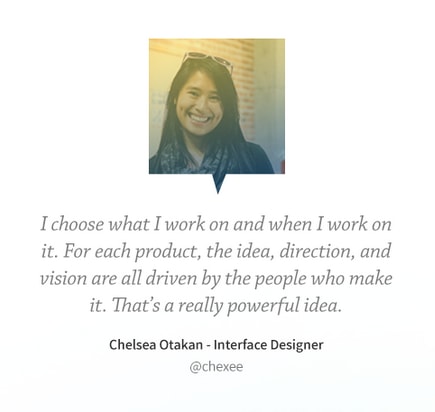 I choose what I work on and when I work on
it. For each product, the idea, direction, and
vision are all driven by the people who make
it. That’s a really powerful idea.
Chelsea Otakan - Interface Designer
@chexee